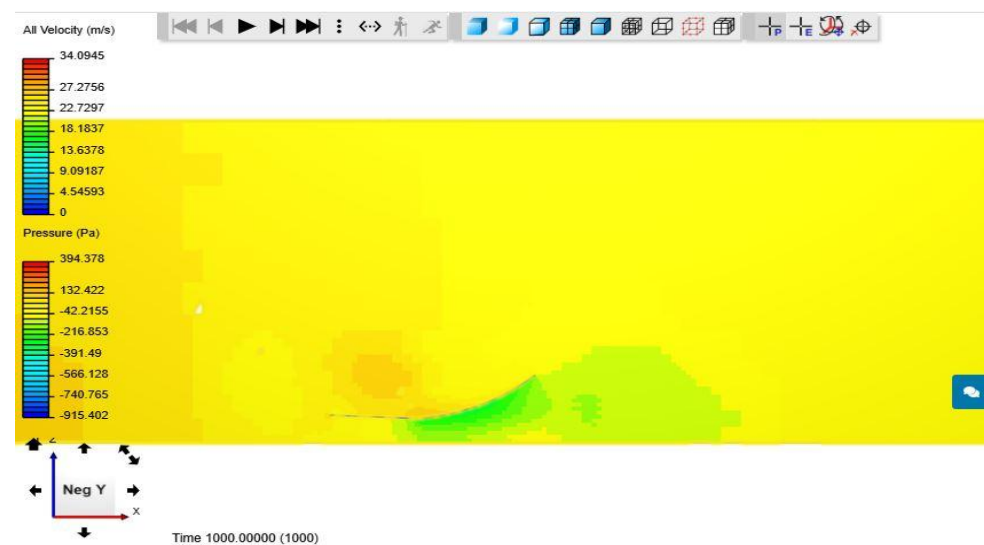 All Velocity (m/s)
34.0945
27.2756
22.7297
18.1837
13.6378
9.09187
4.54593
0
Pressure (Pa)
394.378
132.422
-42.2155
-216.853
-391.49
-566.128
-740.765
-915.402
Z
Neg Y
X
Time 1000.00000 (1000)
P
E